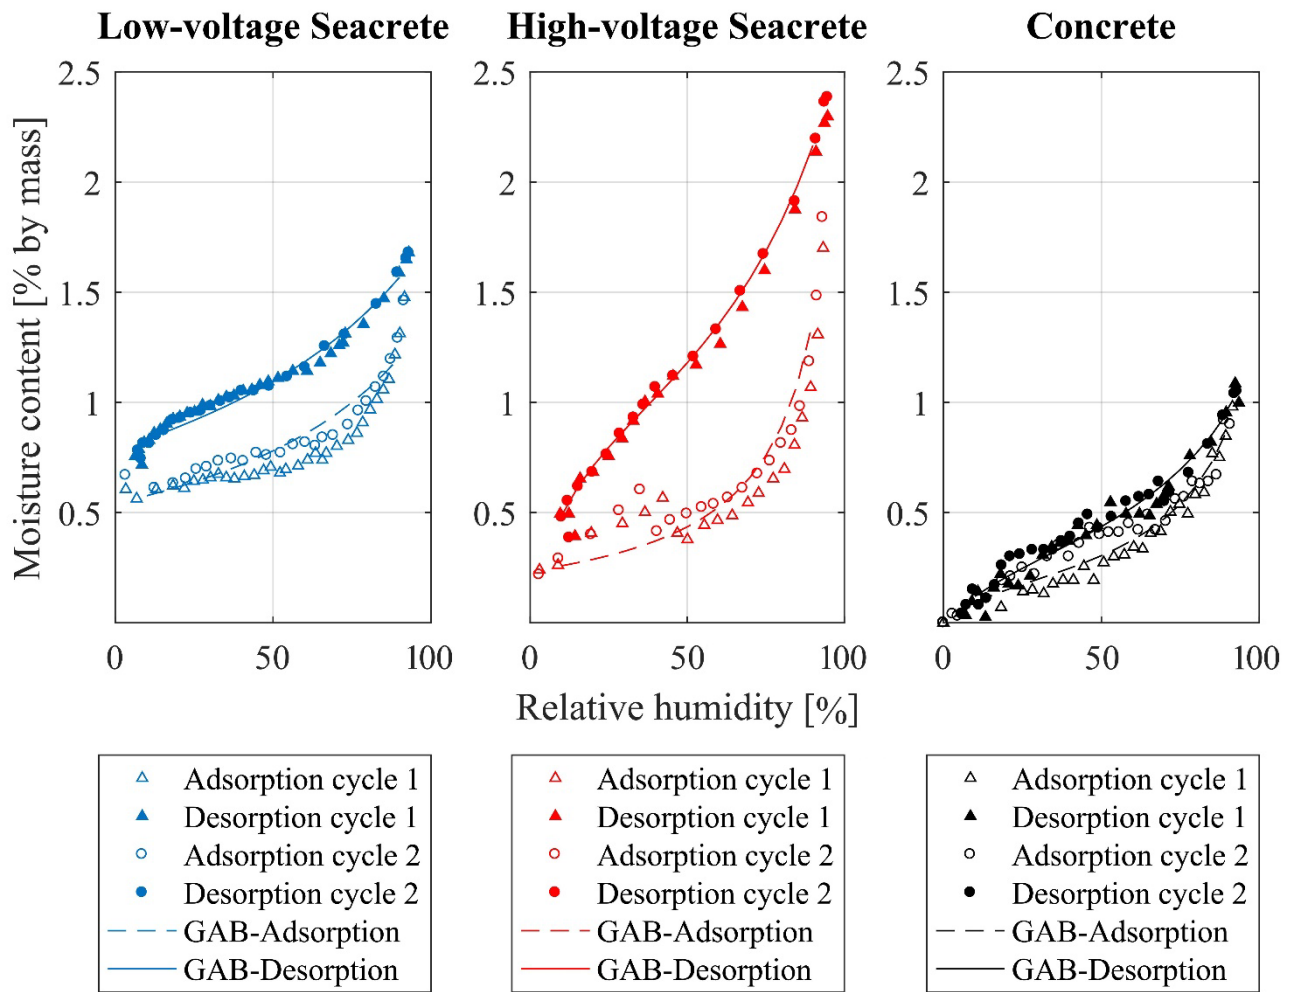 Low-voltage Seacrete
High-voltage Seacrete
Concrete
Moisture content [% by mass]
2.5
2
1.5
1
0.5
0
50
100
2.5
2
1.5
1
0.5
0
50
100
2.5
2
1.5
1
0.5
0
50
100
Relative humidity [%]
Adsorption cycle 1
Desorption cycle 1
Adsorption cycle 2
Desorption cycle 2
GAB-Adsorption
GAB-Desorption
Adsorption cycle 1
Desorption cycle 1
Adsorption cycle 2
Desorption cycle 2
GAB-Adsorption
GAB-Desorption
Adsorption cycle 1
Desorption cycle 1
Adsorption cycle 2
Desorption cycle 2
GAB-Adsorption
GAB-Desorption